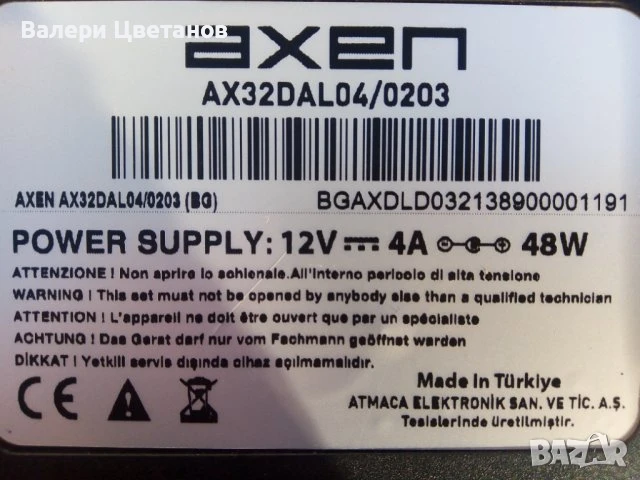 Валери Цветанов
axen
AX32DAL04/0203
AXEN AX32DAL04/0203 (BG)
BGAXDLD032138900001191
POWER SUPPLY: 12V 4A 48W
ATTENZIONE ! Non aprire lo schienale.All'interno pericolo di alta tensione
WARNING ! This set must not be opened by anybody else than a qualified technician
ATTENTION ! L'appareil ne doit être ouvert que par un spécialiste
ACHTUNG ! Das Gerat darf nur vom Fachmann geöffnet warden
DİKKAT ! Yetkili servis dışında cihaz açılmamalıdır.
CE
Made in Türkiye
ATMACA ELEKTRONİK SAN. VE TİC. A.Ş.
Tesislerinde üretilmiştir.
BAZAR